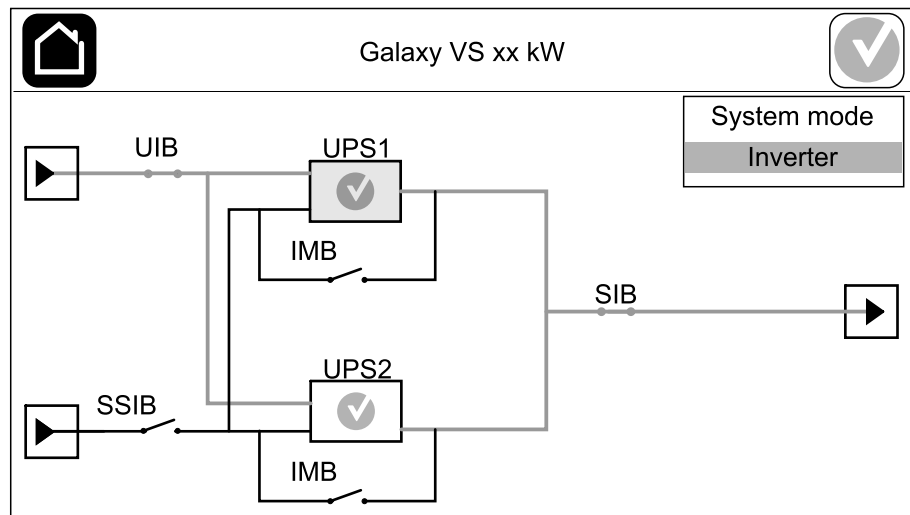 Galaxy VS xx kW
System mode
Inverter
UIB
UPS1
IMB
SIB
UPS2
SSIB
IMB